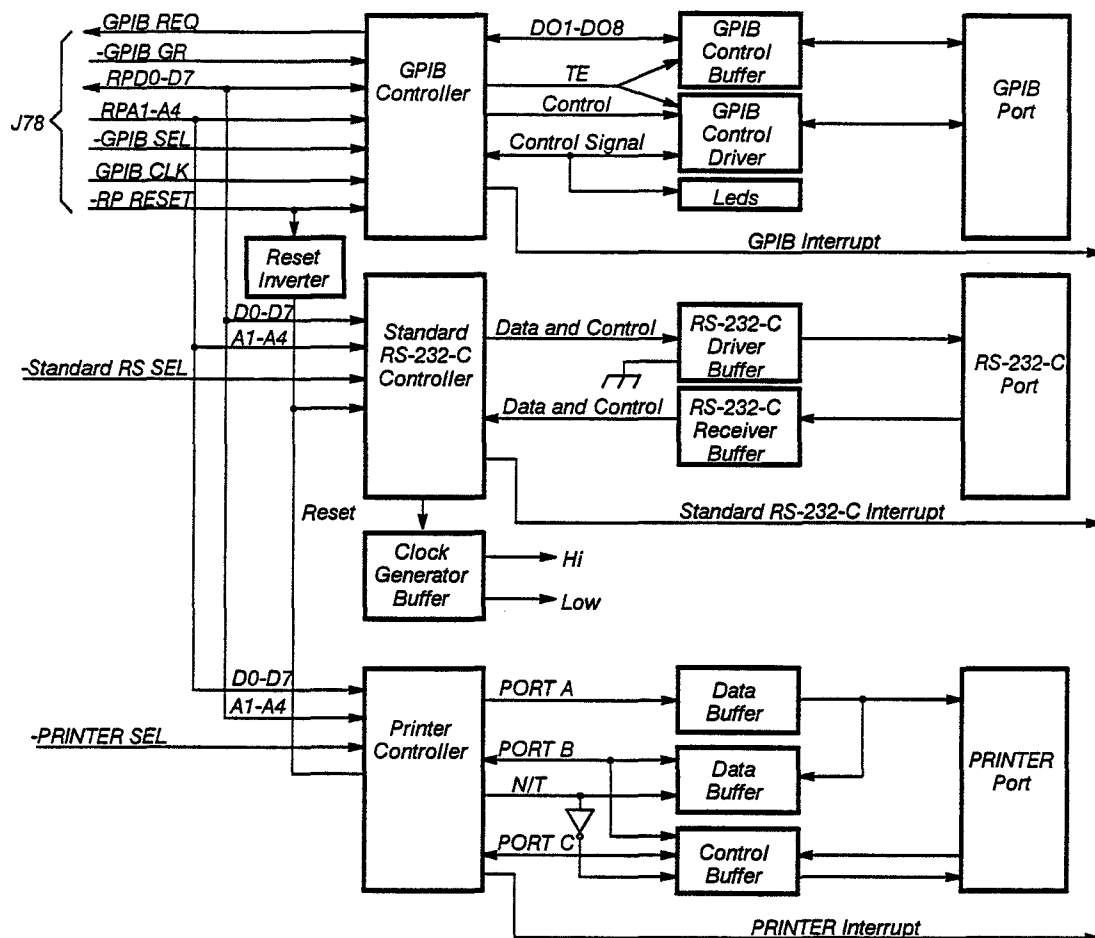 GPIB REQ
-GPIB GR
RPD0-D7
RPA1-A4
-GPIB SEL
GPIB CLK
-RP RESET
J78
GPIB
Controller
DO1-DO8
TE
Control
Control Signal
GPIB
Control
Buffer
GPIB
Control
Driver
Leds
GPIB
Port
GPIB Interrupt
Reset
Inverter
D0-D7
A1-A4
-Standard RS SEL
Standard
RS-232-C
Controller
Data and Control
Data and Control
RS-232-C
Driver
Buffer
RS-232-C
Receiver
Buffer
RS-232-C
Port
Standard RS-232-C Interrupt
Reset
Clock
Generator
Buffer
Hi
Low
D0-D7
A1-A4
-PRINTER SEL
Printer
Controller
PORT A
PORT B
N/T
PORT C
Data
Buffer
Data
Buffer
Control
Buffer
PRINTER
Port
PRINTER Interrupt